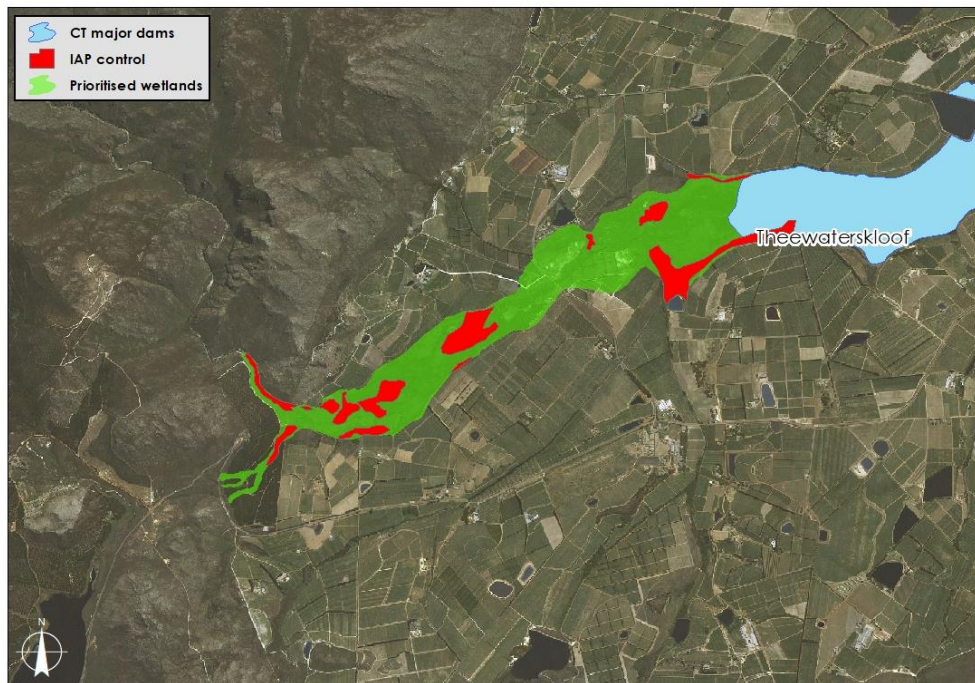 CT major dams
IAP control
Prioritised wetlands
Theewaterskloof
N